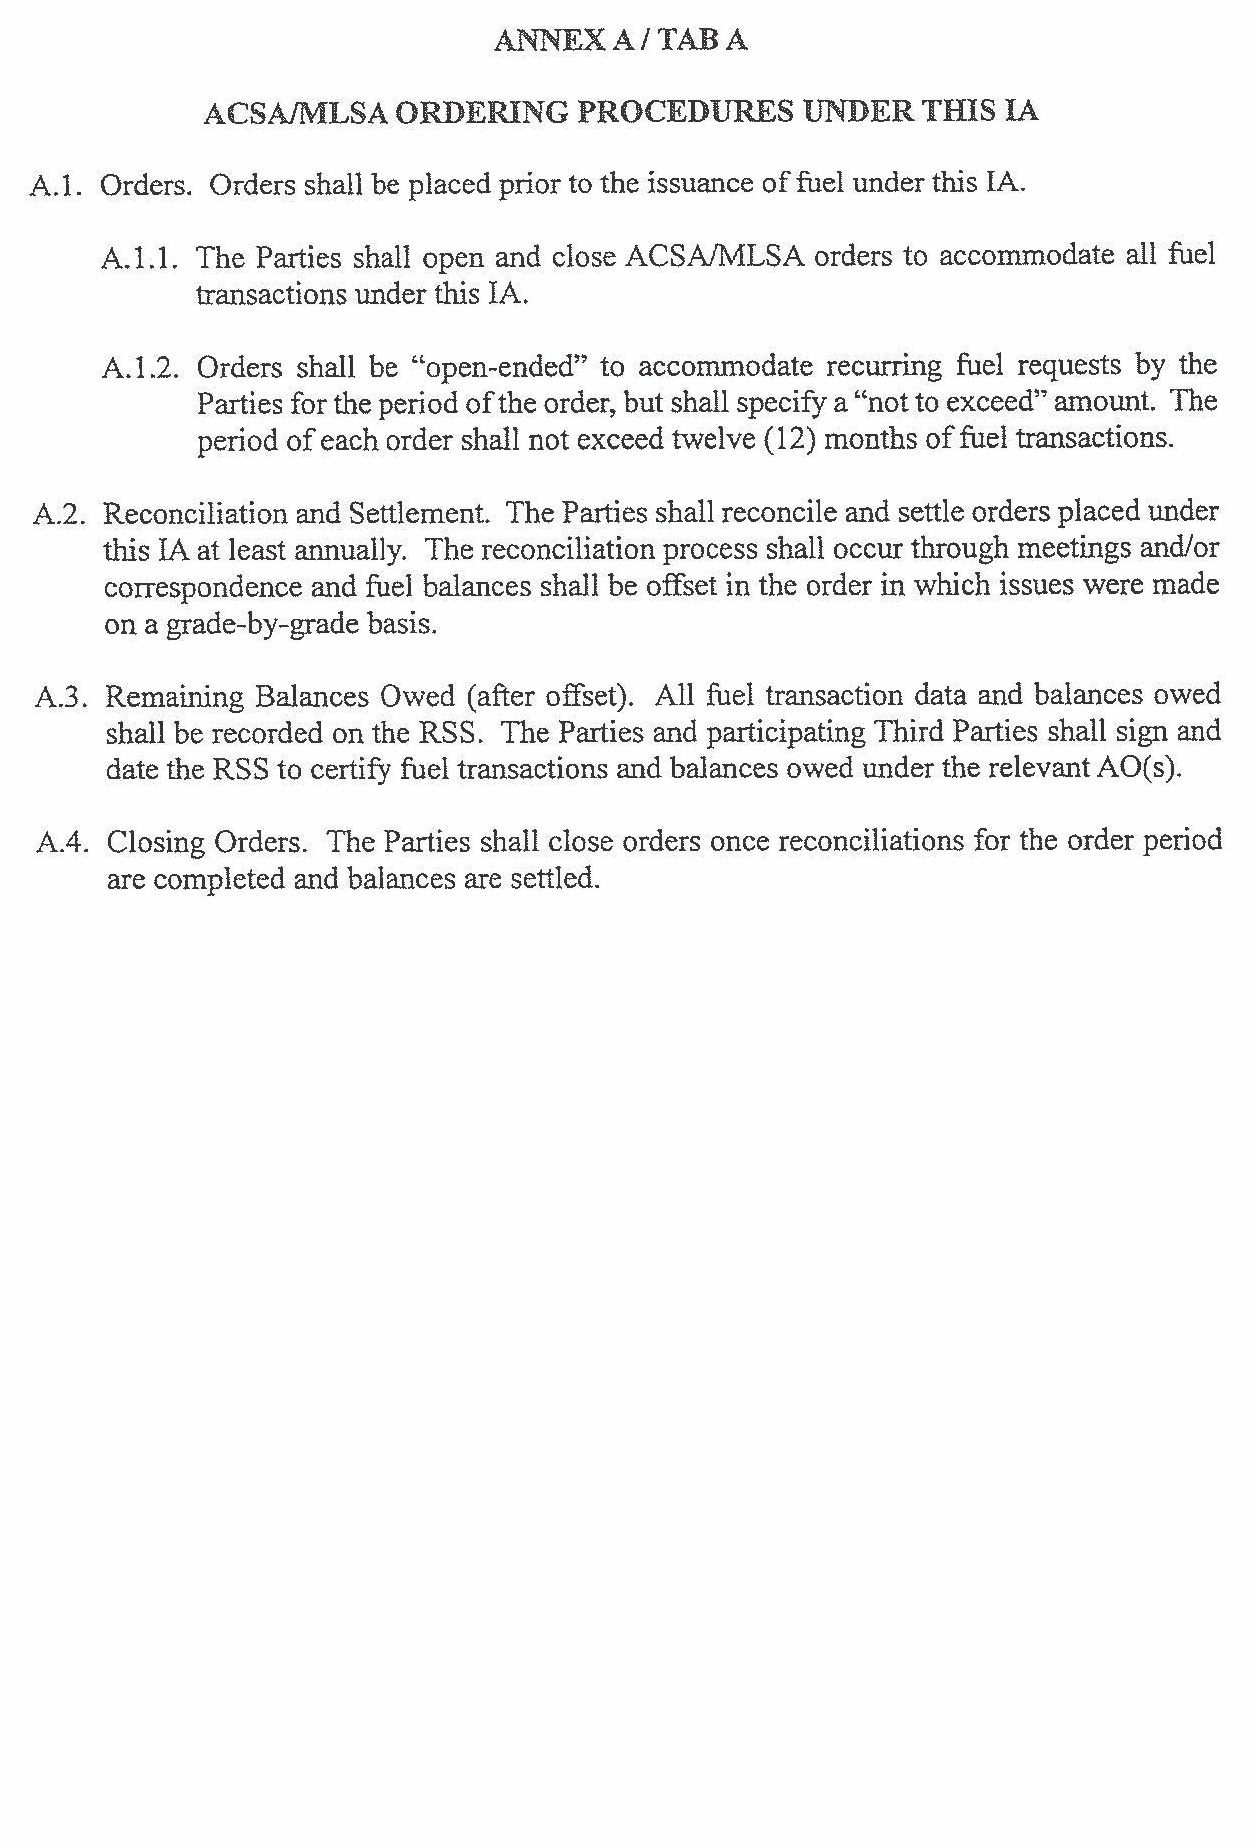 ANNEX A / TAB A
ACSA/MLSA ORDERING PROCEDURES UNDER THIS IA
A.1. Orders. Orders shall be placed prior to the issuance of fuel under this IA.
A.1.1. The Parties shall open and close ACSA/MLSA orders to accommodate all fuel
transactions under this IA.
A.1.2. Orders shall be “open-ended” to accommodate recurring fuel requests by the
Parties for the period of the order, but shall specify a “not to exceed” amount. The
period of each order shall not exceed twelve (12) months of fuel transactions.
A.2. Reconciliation and Settlement. The Parties shall reconcile and settle orders placed under
this IA at least annually. The reconciliation process shall occur through meetings and/or
correspondence and fuel balances shall be offset in the order in which issues were made
on a grade-by-grade basis.
A.3. Remaining Balances Owed (after offset). All fuel transaction data and balances owed
shall be recorded on the RSS. The Parties and participating Third Parties shall sign and
date the RSS to certify fuel transactions and balances owed under the relevant AO(s).
A.4. Closing Orders. The Parties shall close orders once reconciliations for the order period
are completed and balances are settled.